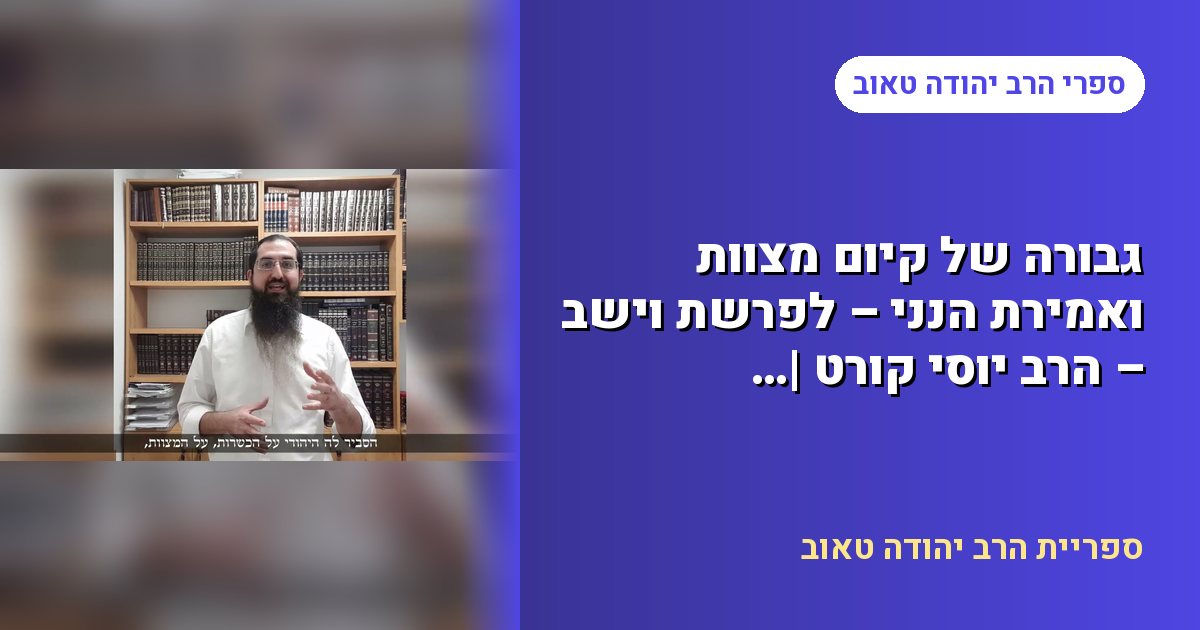 ספרי הרב יהודה טאוב
גבורה של קיום מצוות
ואמירת הנני – לפרשת וישב
– הרב יוסי קורט |...
הסביר לה היהודי על הכשרות, על המצוות,
ספריית הרב יהודה טאוב